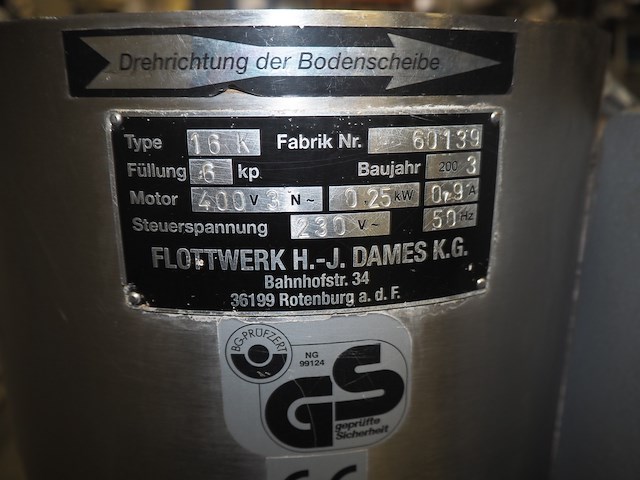 Drehrichtung der Bodenscheibe
Type 16 K Fabrik Nr. 60139
Füllung 6 kp Baujahr 2003
Motor 400 V 3 N~ 0.25 kW 0,9 A
Steuerspannung 230 V~ 50 Hz
FLOTTWERK H.-J. DAMES K.G.
Bahnhofstr. 34
36199 Rotenburg a. d. F.
BG-PRÜFZERT
NG
99124
GS
geprüfte
Sicherheit
CE